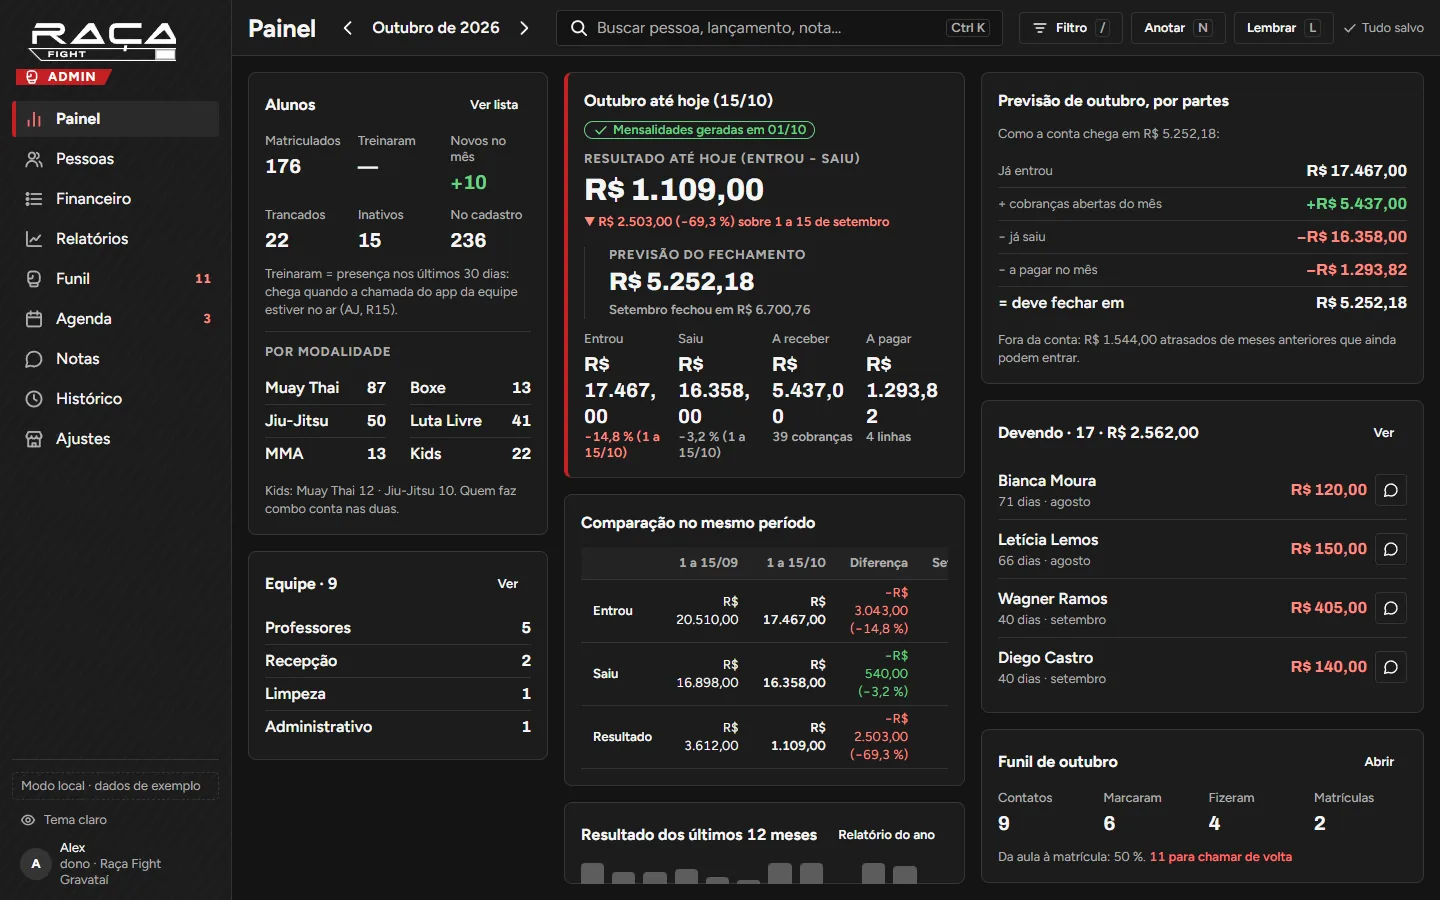 RAÇA
FIGHT
ADMIN
Painel
Pessoas
Financeiro
Relatórios
Funil 11
Agenda 3
Notas
Histórico
Ajustes
Modo local · dados de exemplo
Tema claro
A
Alex
dono · Raça Fight
Gravataí
Painel
Outubro de 2026
Buscar pessoa, lançamento, nota... Ctrl K
Filtro /
Anotar N
Lembrar L
Tudo salvo
Alunos Ver lista
Matriculados Treinaram Novos no
mês
176 — +10
Trancados Inativos No cadastro
22 15 236
Treinaram = presença nos últimos 30 dias:
chega quando a chamada do app da equipe
estiver no ar (AJ, R15).
POR MODALIDADE
Muay Thai 87 Boxe 13
Jiu-Jitsu 50 Luta Livre 41
MMA 13 Kids 22
Kids: Muay Thai 12 · Jiu-Jitsu 10. Quem faz
combo conta nas duas.
Equipe · 9 Ver
Professores 5
Recepção 2
Limpeza 1
Administrativo 1
Outubro até hoje (15/10)
Mensalidades geradas em 01/10
RESULTADO ATÉ HOJE (ENTROU − SAIU)
R$ 1.109,00
▼ R$ 2.503,00 (−69,3 %) sobre 1 a 15 de setembro
PREVISÃO DO FECHAMENTO
R$ 5.252,18
Setembro fechou em R$ 6.700,76
Entrou Saiu A receber A pagar
R$ R$ R$ R$
17.467, 16.358, 5.437,0 1.293,8
00 00 0 2
−14,8 % (1 a −3,2 % (1 a 39 cobranças 4 linhas
15/10) 15/10)
Comparação no mesmo período
1 a 15/09 1 a 15/10 Diferença Se
Entrou R$ 20.510,00 R$ 17.467,00 −R$ 3.043,00 (−14,8 %)
Saiu R$ 16.898,00 R$ 16.358,00 −R$ 540,00 (−3,2 %)
Resultado R$ 3.612,00 R$ 1.109,00 −R$ 2.503,00 (−69,3 %)
Resultado dos últimos 12 meses Relatório do ano
Previsão de outubro, por partes
Como a conta chega em R$ 5.252,18:
Já entrou R$ 17.467,00
+ cobranças abertas do mês +R$ 5.437,00
− já saiu −R$ 16.358,00
− a pagar no mês −R$ 1.293,82
= deve fechar em R$ 5.252,18
Fora da conta: R$ 1.544,00 atrasados de meses anteriores que ainda
podem entrar.
Devendo · 17 · R$ 2.562,00 Ver
Bianca Moura R$ 120,00
71 dias · agosto
Letícia Lemos R$ 150,00
66 dias · agosto
Wagner Ramos R$ 405,00
40 dias · setembro
Diego Castro R$ 140,00
40 dias · setembro
Funil de outubro Abrir
Contatos Marcaram Fizeram Matrículas
9 6 4 2
Da aula à matrícula: 50 %. 11 para chamar de volta